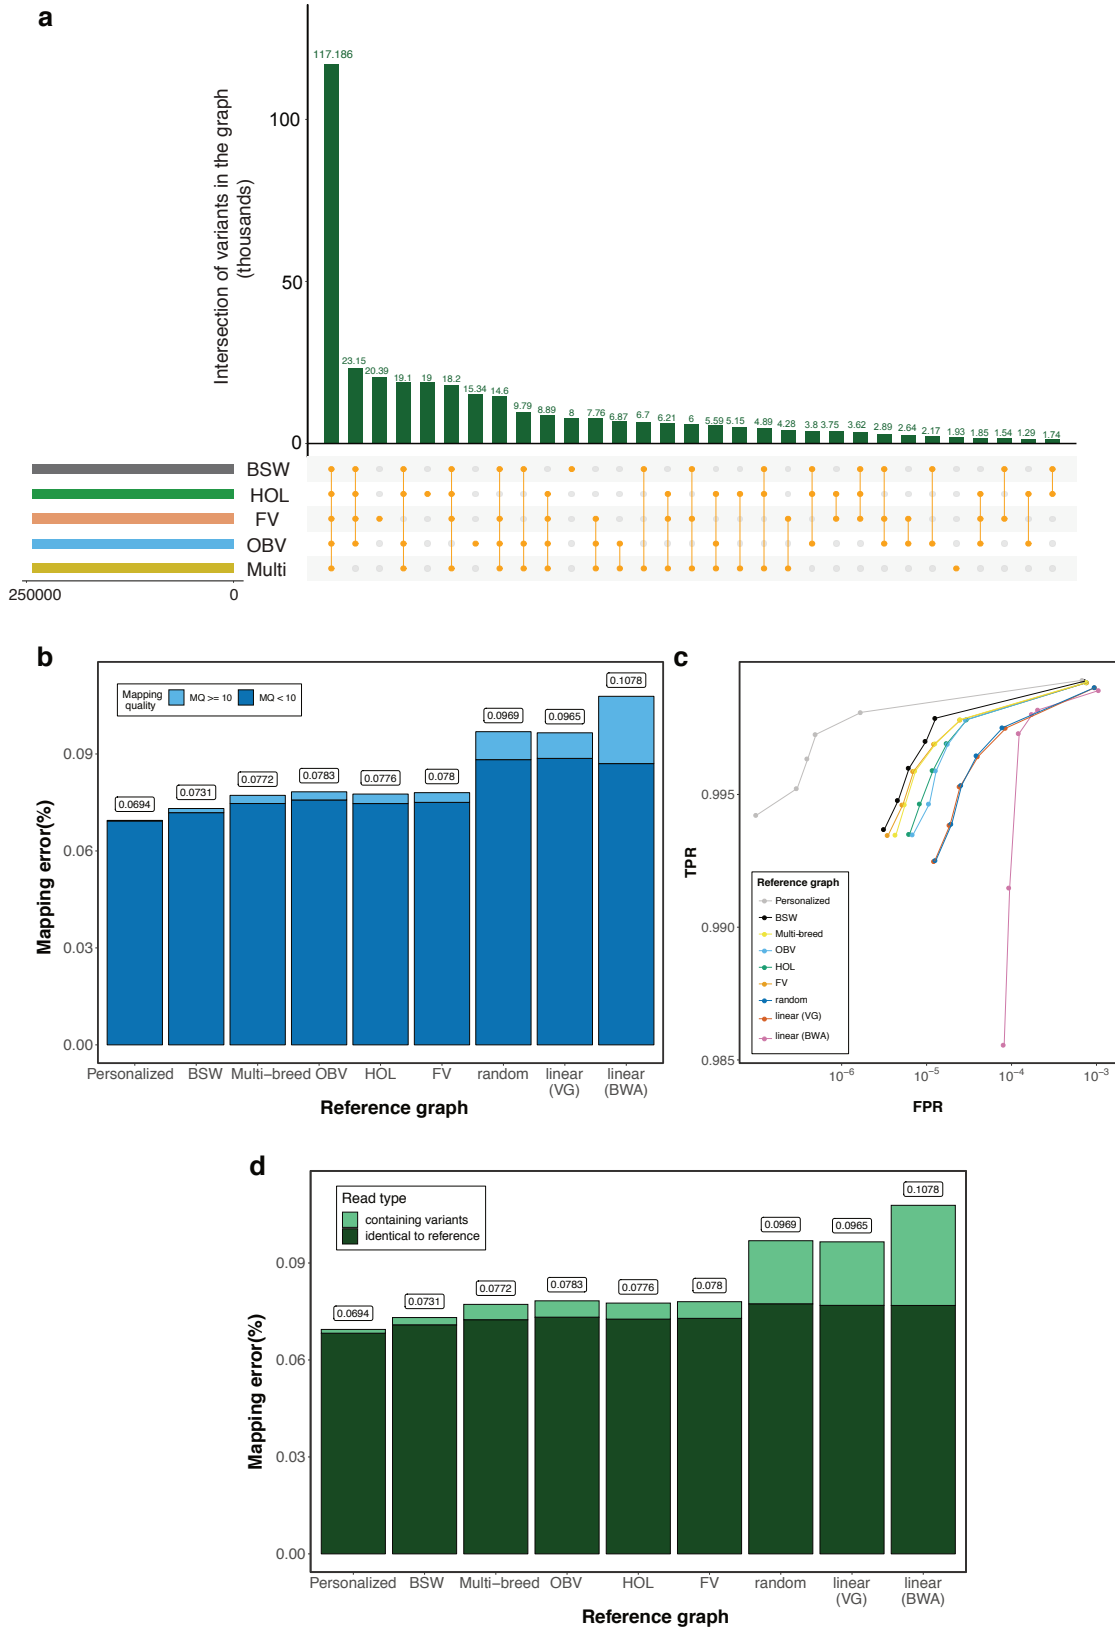 a
Intersection of variants in the graph
(thousands)
100
50
0
117.186
23.15
20.39
19.1
19
18.2
15.34
14.6
9.79
8.89
8
7.76
6.87
6.7
6.21
6
5.59
5.15
4.89
4.28
3.8
3.75
3.62
2.89
2.64
2.17
1.93
1.85
1.54
1.29
1.74
BSW
HOL
FV
OBV
Multi
250000
0
b
Mapping error(%)
0.09
0.06
0.03
0.00
Mapping
quality
MQ >= 10
MQ < 10
0.0694
0.0731
0.0772
0.0783
0.0776
0.078
0.0969
0.0965
0.1078
Personalized
BSW
Multi−breed
OBV
HOL
FV
random
linear
(VG)
linear
(BWA)
Reference graph
c
TPR
0.995
0.990
0.985
Reference graph
Personalized
BSW
Multi-breed
OBV
HOL
FV
random
linear (VG)
linear (BWA)
10−6
10−5
10−4
10−3
FPR
d
Mapping error(%)
0.09
0.06
0.03
0.00
Read type
containing variants
identical to reference
0.0694
0.0731
0.0772
0.0783
0.0776
0.078
0.0969
0.0965
0.1078
Personalized
BSW
Multi−breed
OBV
HOL
FV
random
linear
(VG)
linear
(BWA)
Reference graph